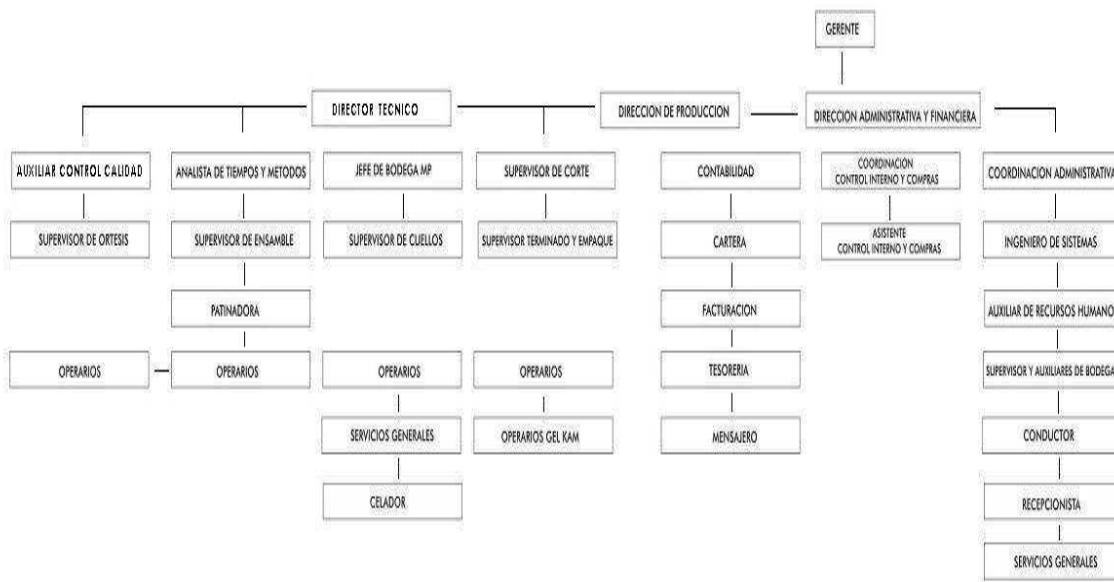 GERENTE
DIRECTOR TECNICO
DIRECCION DE PRODUCCION
DIRECCION ADMINISTRATIVA Y FINANCIERA
AUXILIAR CONTROL CALIDAD
ANALISTA DE TIEMPOS Y METODOS
JEFE DE BODEGA MP
SUPERVISOR DE CORTE
CONTABILIDAD
COORDINACION
CONTROL INTERNO Y COMPRAS
COORDINACION ADMINISTRATIVA
SUPERVISOR DE ORTESIS
SUPERVISOR DE ENSAMBLE
SUPERVISOR DE CUELLOS
SUPERVISOR TERMINADO Y EMPAQUE
CARTERA
ASISTENTE
CONTROL INTERNO Y COMPRAS
INGENIERO DE SISTEMAS
PATINADORA
FACTURACION
AUXILIAR DE RECURSOS HUMANO
OPERARIOS
OPERARIOS
OPERARIOS
OPERARIOS
TESORERIA
SUPERVISOR Y AUXILIARES DE BODEGA
SERVICIOS GENERALES
OPERARIOS GEL KAM
MENSAJERO
CONDUCTOR
CELADOR
RECEPCIONISTA
SERVICIOS GENERALES